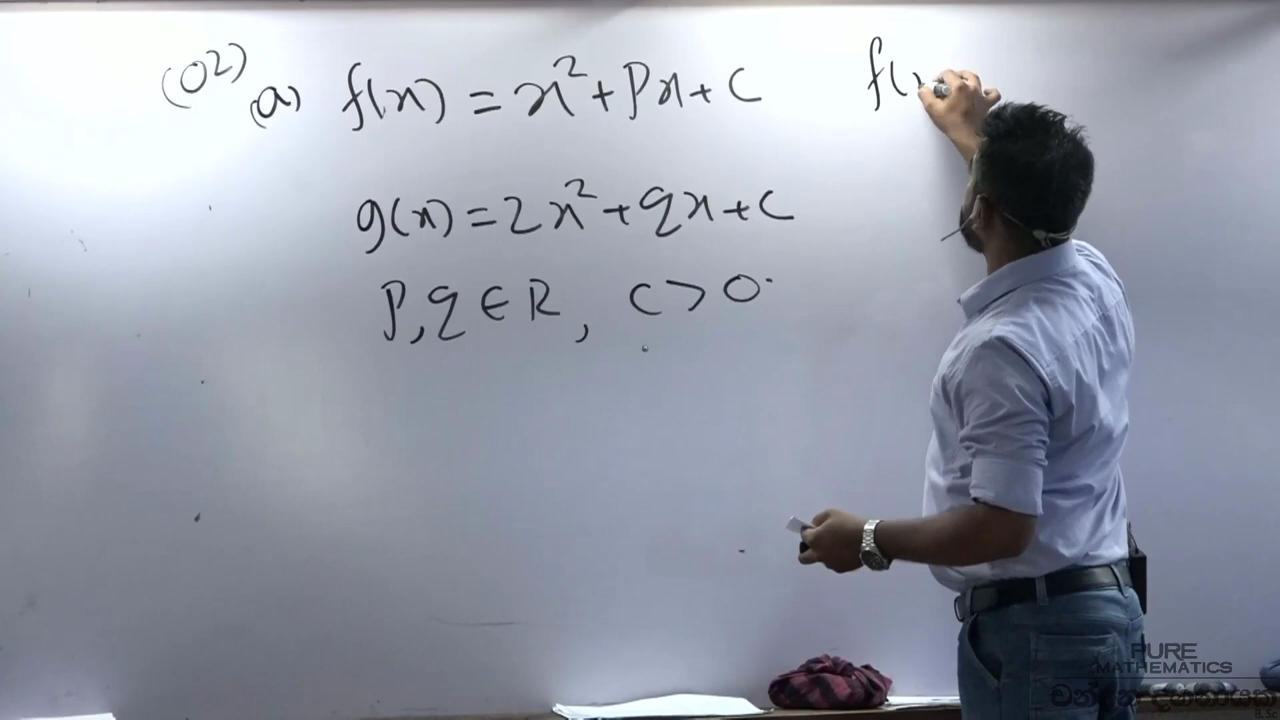 (02) (a) f(x) = x² + px + c
f(x
g(x) = 2x² + qx + c
p, q ∈ R, c > 0.
PURE
MATHEMATICS